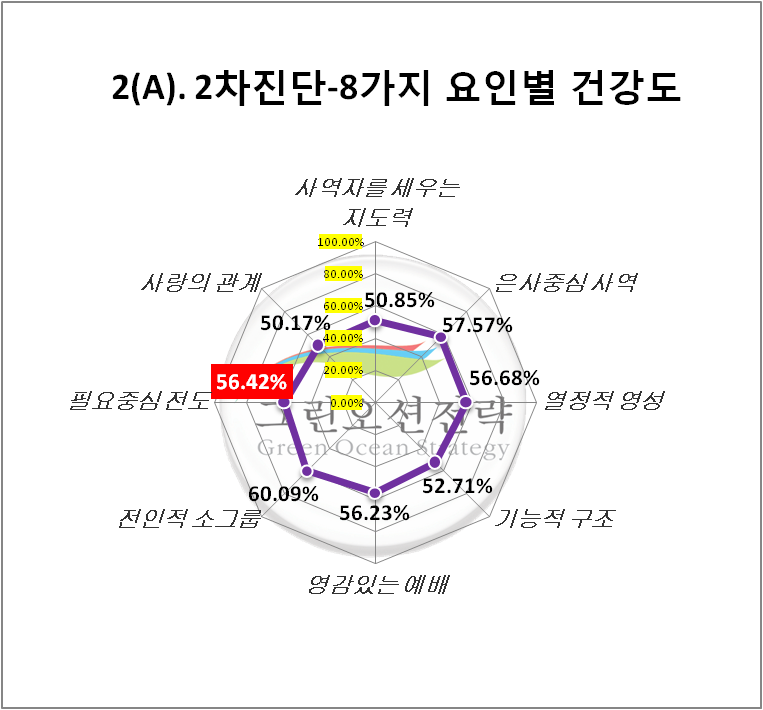 2(A). 2차진단-8가지 요인별 건강도
사역자를 세우는
지도력
100.00%
사랑의 관계
80.00%
은사중심 사역
50.85%
60.00%
50.17%
57.57%
40.00%
56.42%
20.00%
56.68%
필요중심 전도
0.00%
열정적 영성
그린오션전략
Green Ocean Strategy
60.09%
52.71%
56.23%
전인적 소그룹
기능적 구조
영감있는 예배